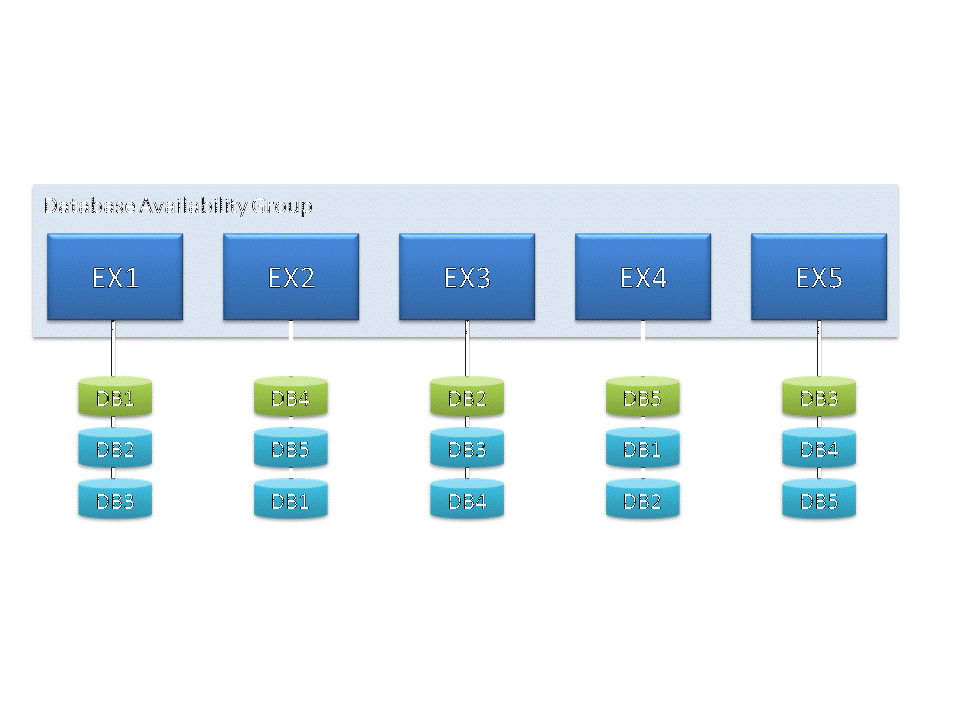 Database Availability Group
EX1 EX2 EX3 EX4 EX5
DB1 DB4 DB2 DB5 DB3
DB2 DB5 DB3 DB1 DB4
DB3 DB1 DB4 DB2 DB5